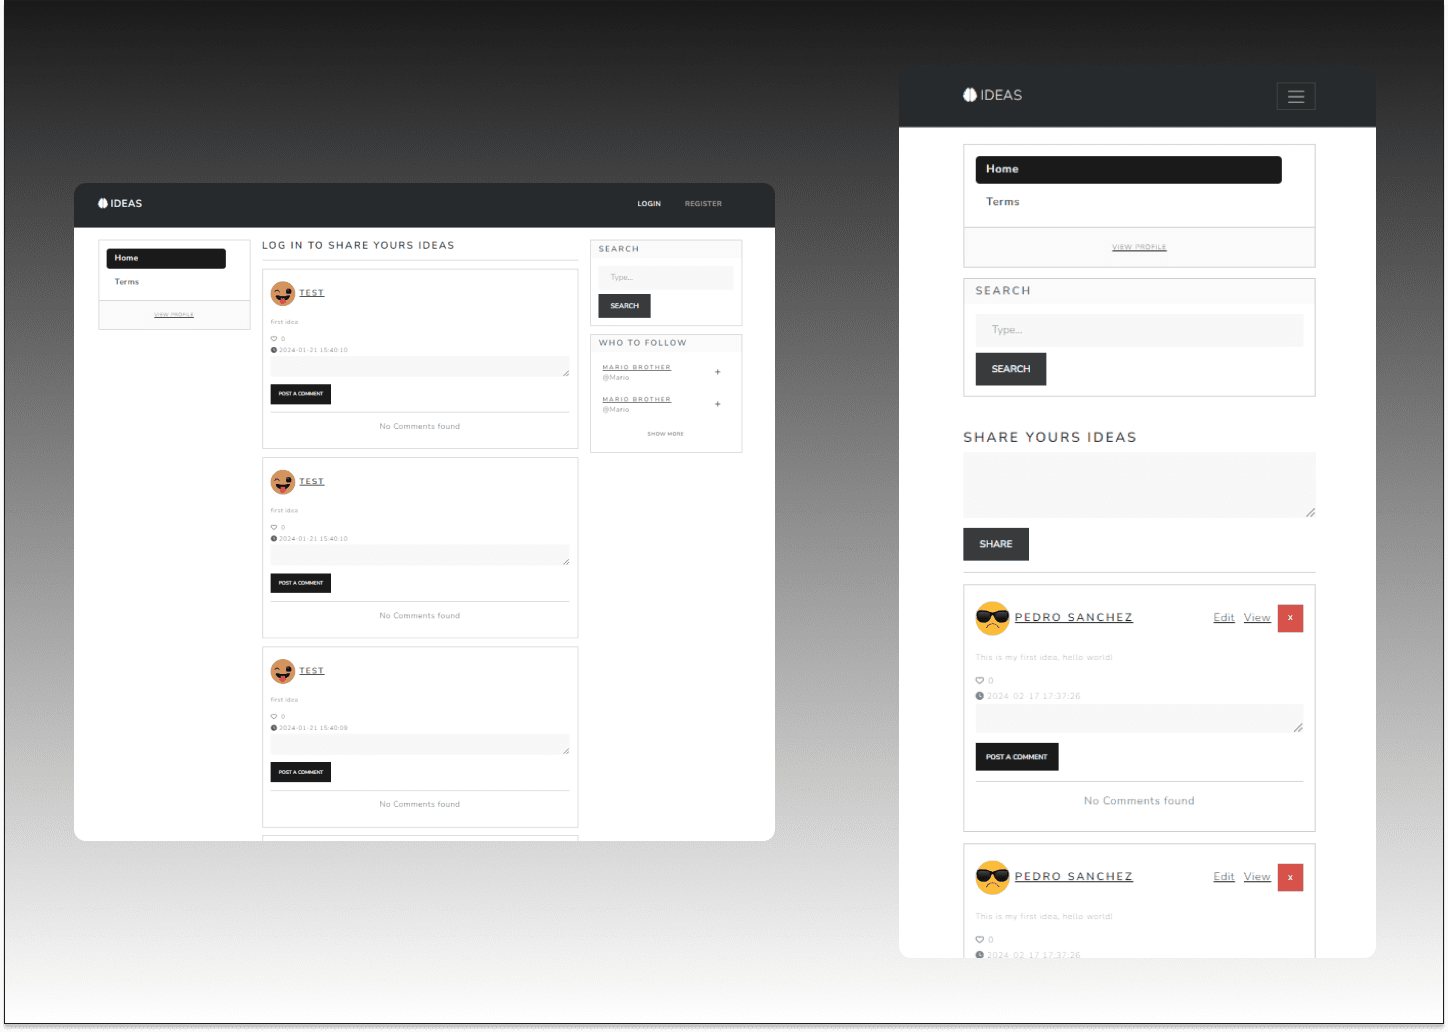 IDEAS
LOGIN REGISTER
Home
Terms
VIEW PROFILE
LOG IN TO SHARE YOURS IDEAS
TEST
first idea
0
2024-01-21 15:40:10
POST A COMMENT
No Comments found
TEST
first idea
0
2024-01-21 15:40:10
POST A COMMENT
No Comments found
TEST
first idea
0
2024-01-21 15:40:09
POST A COMMENT
No Comments found
SEARCH
Type...
SEARCH
WHO TO FOLLOW
MARIO BROTHER
@Mario
+
MARIO BROTHER
@Mario
+
SHOW MORE
IDEAS
Home
Terms
VIEW PROFILE
SEARCH
Type...
SEARCH
SHARE YOURS IDEAS
SHARE
PEDRO SANCHEZ Edit View x
This is my first idea, hello world!
0
2024-02-17 17:37:26
POST A COMMENT
No Comments found
PEDRO SANCHEZ Edit View x
This is my first idea, hello world!
0
2024-02-17 17:37:26